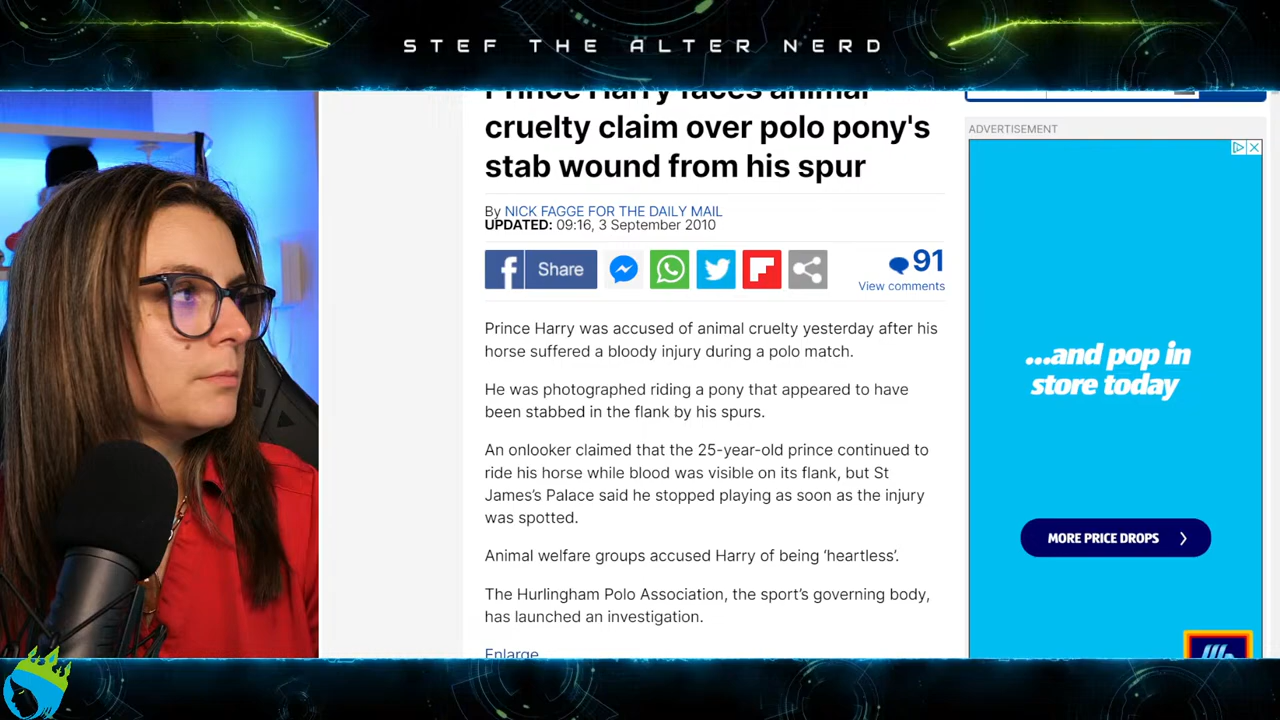 STEF THE ALTER NERD
Prince Harry faces animal
cruelty claim over polo pony's
stab wound from his spur
By NICK FAGGE FOR THE DAILY MAIL
UPDATED: 09:16, 3 September 2010
f Share
91
View comments
Prince Harry was accused of animal cruelty yesterday after his
horse suffered a bloody injury during a polo match.
He was photographed riding a pony that appeared to have
been stabbed in the flank by his spurs.
An onlooker claimed that the 25-year-old prince continued to
ride his horse while blood was visible on its flank, but St
James's Palace said he stopped playing as soon as the injury
was spotted.
Animal welfare groups accused Harry of being ‘heartless’.
The Hurlingham Polo Association, the sport’s governing body,
has launched an investigation.
Enlarge
ADVERTISEMENT
...and pop in
store today
MORE PRICE DROPS